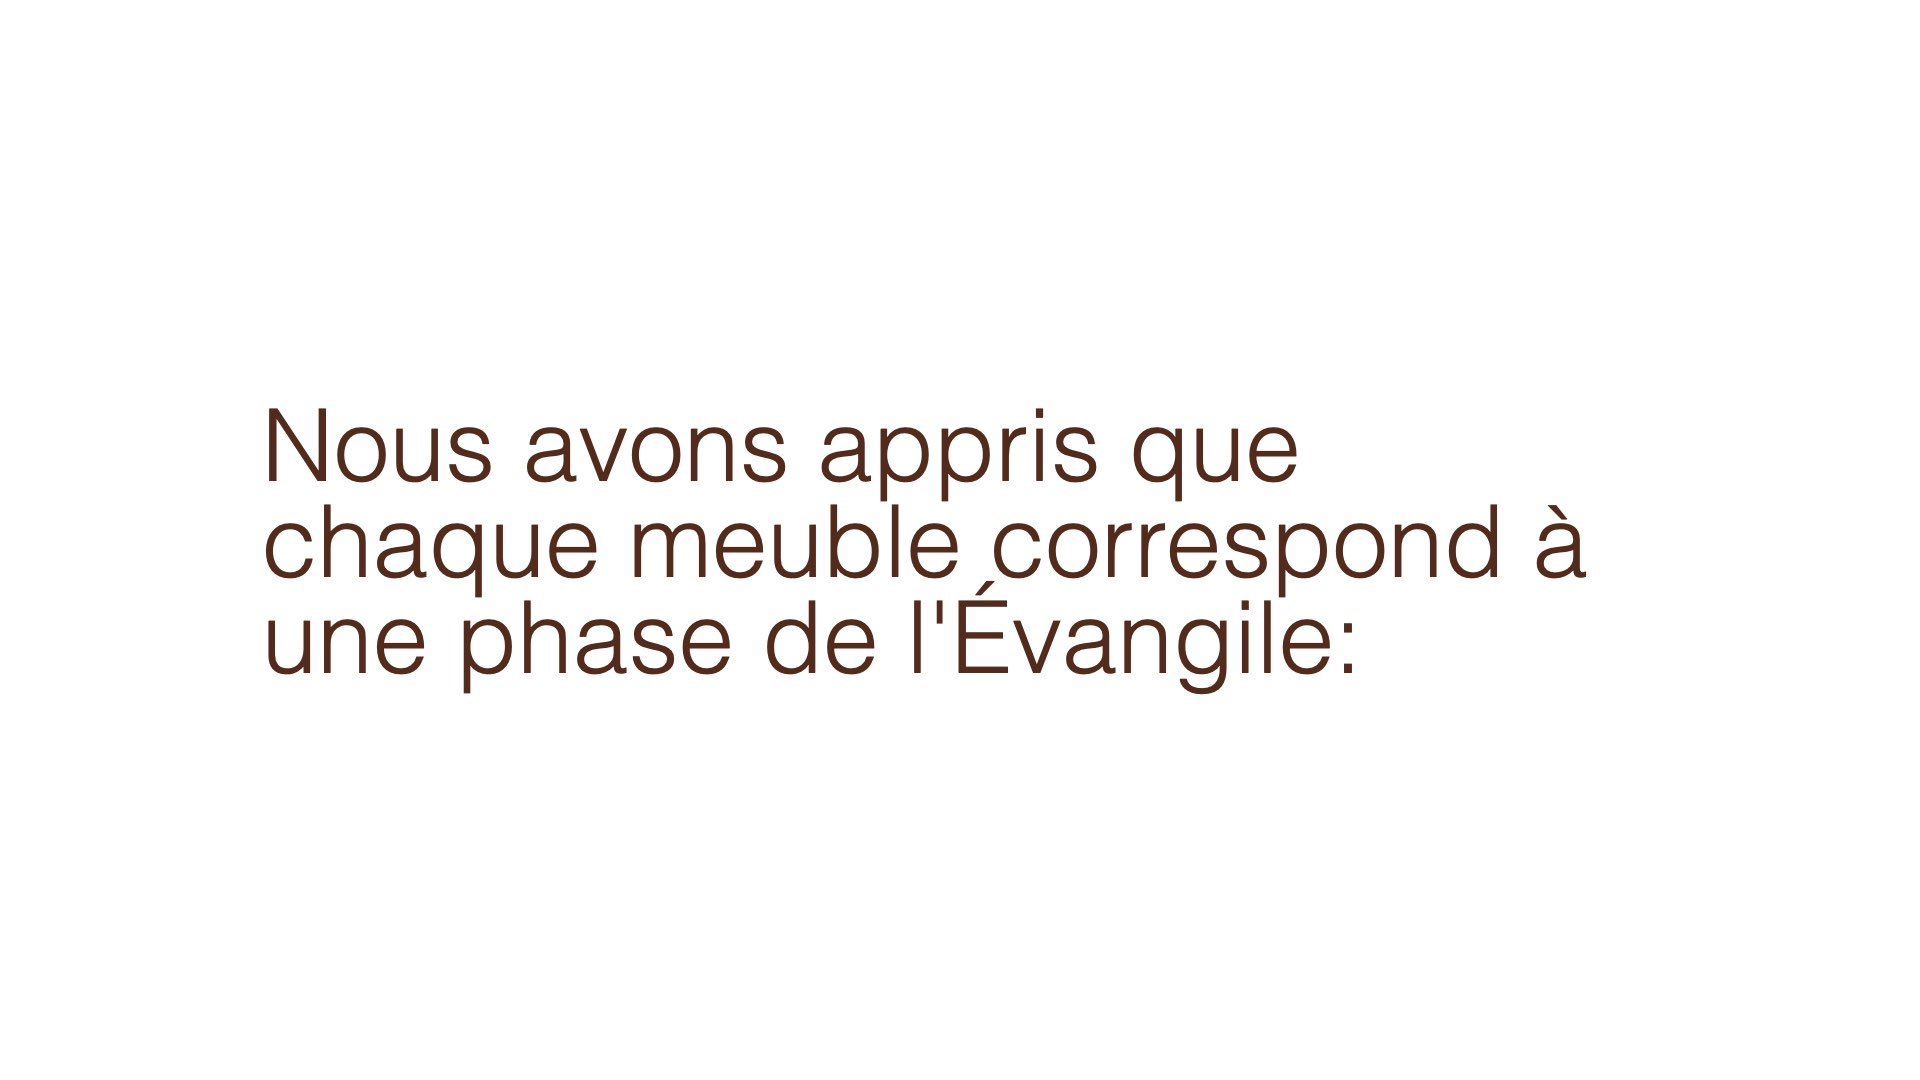 Nous avons appris que
chaque meuble correspond à
une phase de l'Évangile: